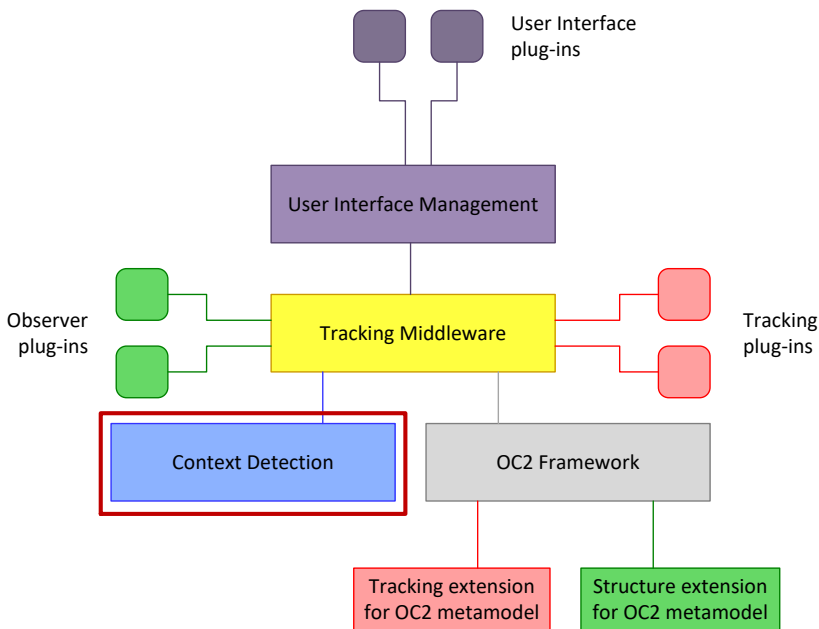 User Interface
plug-ins
User Interface Management
Observer
plug-ins
Tracking Middleware
Tracking
plug-ins
Context Detection
OC2 Framework
Tracking extension
for OC2 metamodel
Structure extension
for OC2 metamodel